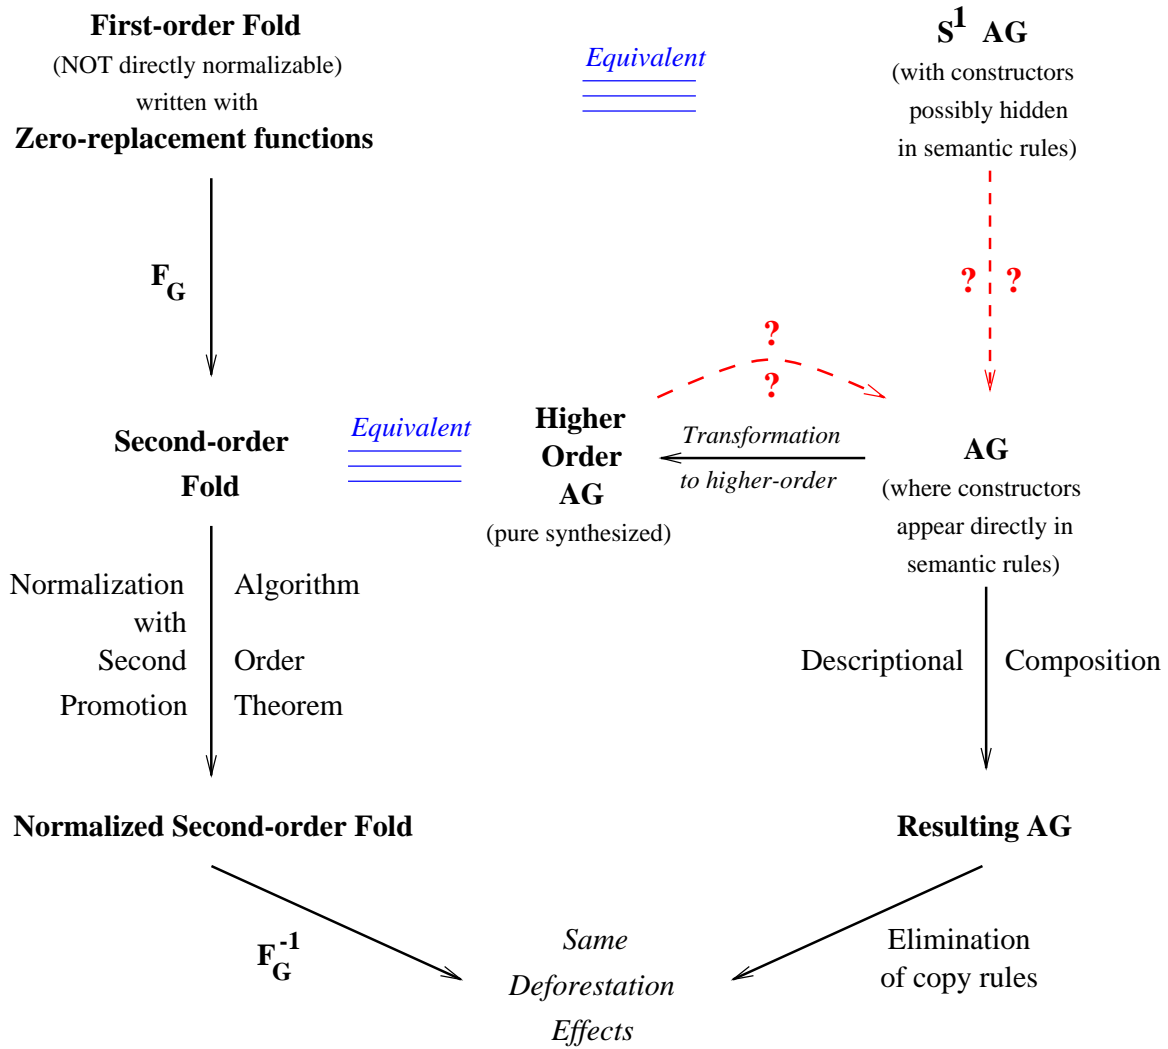 First-order Fold
(NOT directly normalizable)
written with
Zero-replacement functions
Equivalent
S1 AG
(with constructors
possibly hidden
in semantic rules)
FG
? ?
?
?
Second-order
Fold
Equivalent
Higher
Order
AG
(pure synthesized)
Transformation
to higher-order
AG
(where constructors
appear directly in
semantic rules)
Normalization Algorithm
with
Second Order
Promotion Theorem
Descriptional Composition
Normalized Second-order Fold
Resulting AG
FG-1
Same
Deforestation
Effects
Elimination
of copy rules